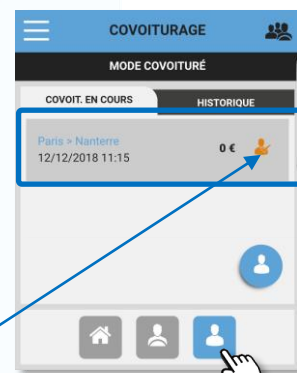 COVOITURAGE
MODE COVOITURÉ
COVOIT. EN COURS HISTORIQUE
Paris > Nanterre
12/12/2018 11:15 0 €